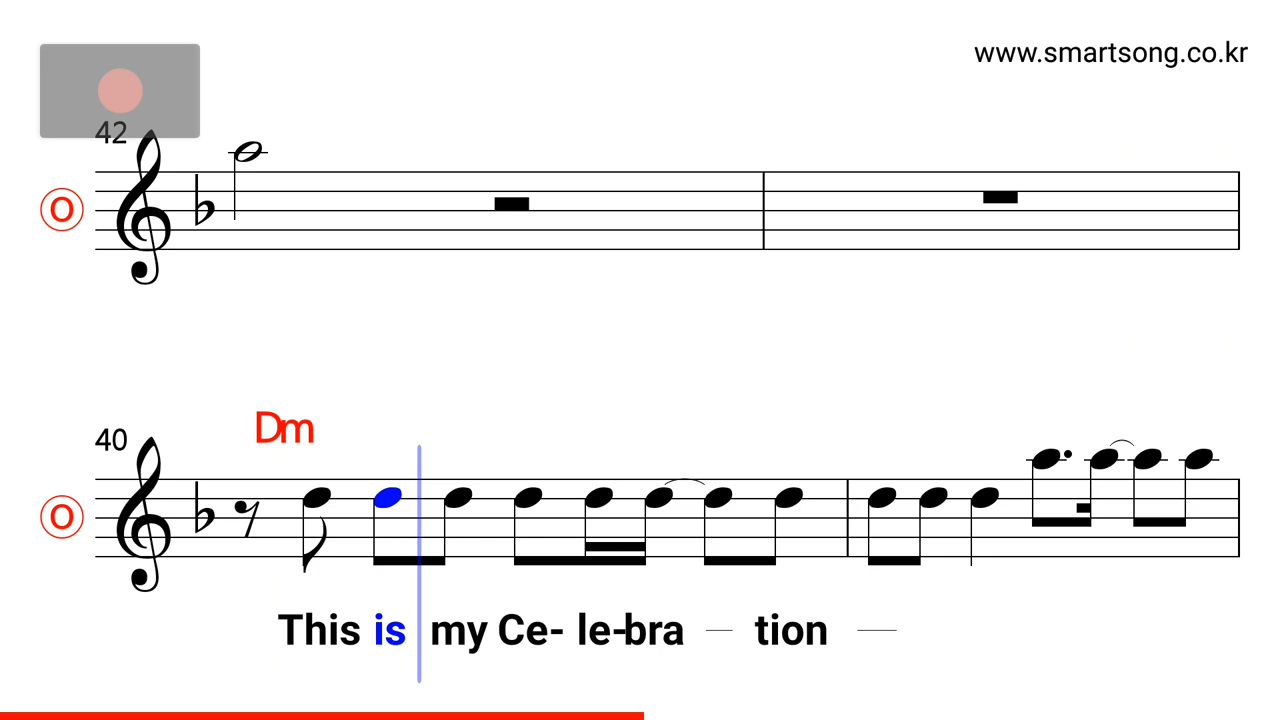 www.smartsong.co.kr
42
O
Dm
40
O
This is my Ce- le-bra — tion —